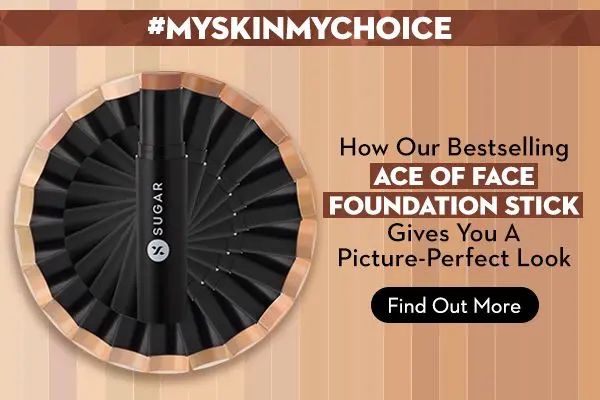 #MYSKINMYCHOICE
SUGAR
How Our Bestselling
ACE OF FACE
FOUNDATION STICK
Gives You A
Picture-Perfect Look
Find Out More